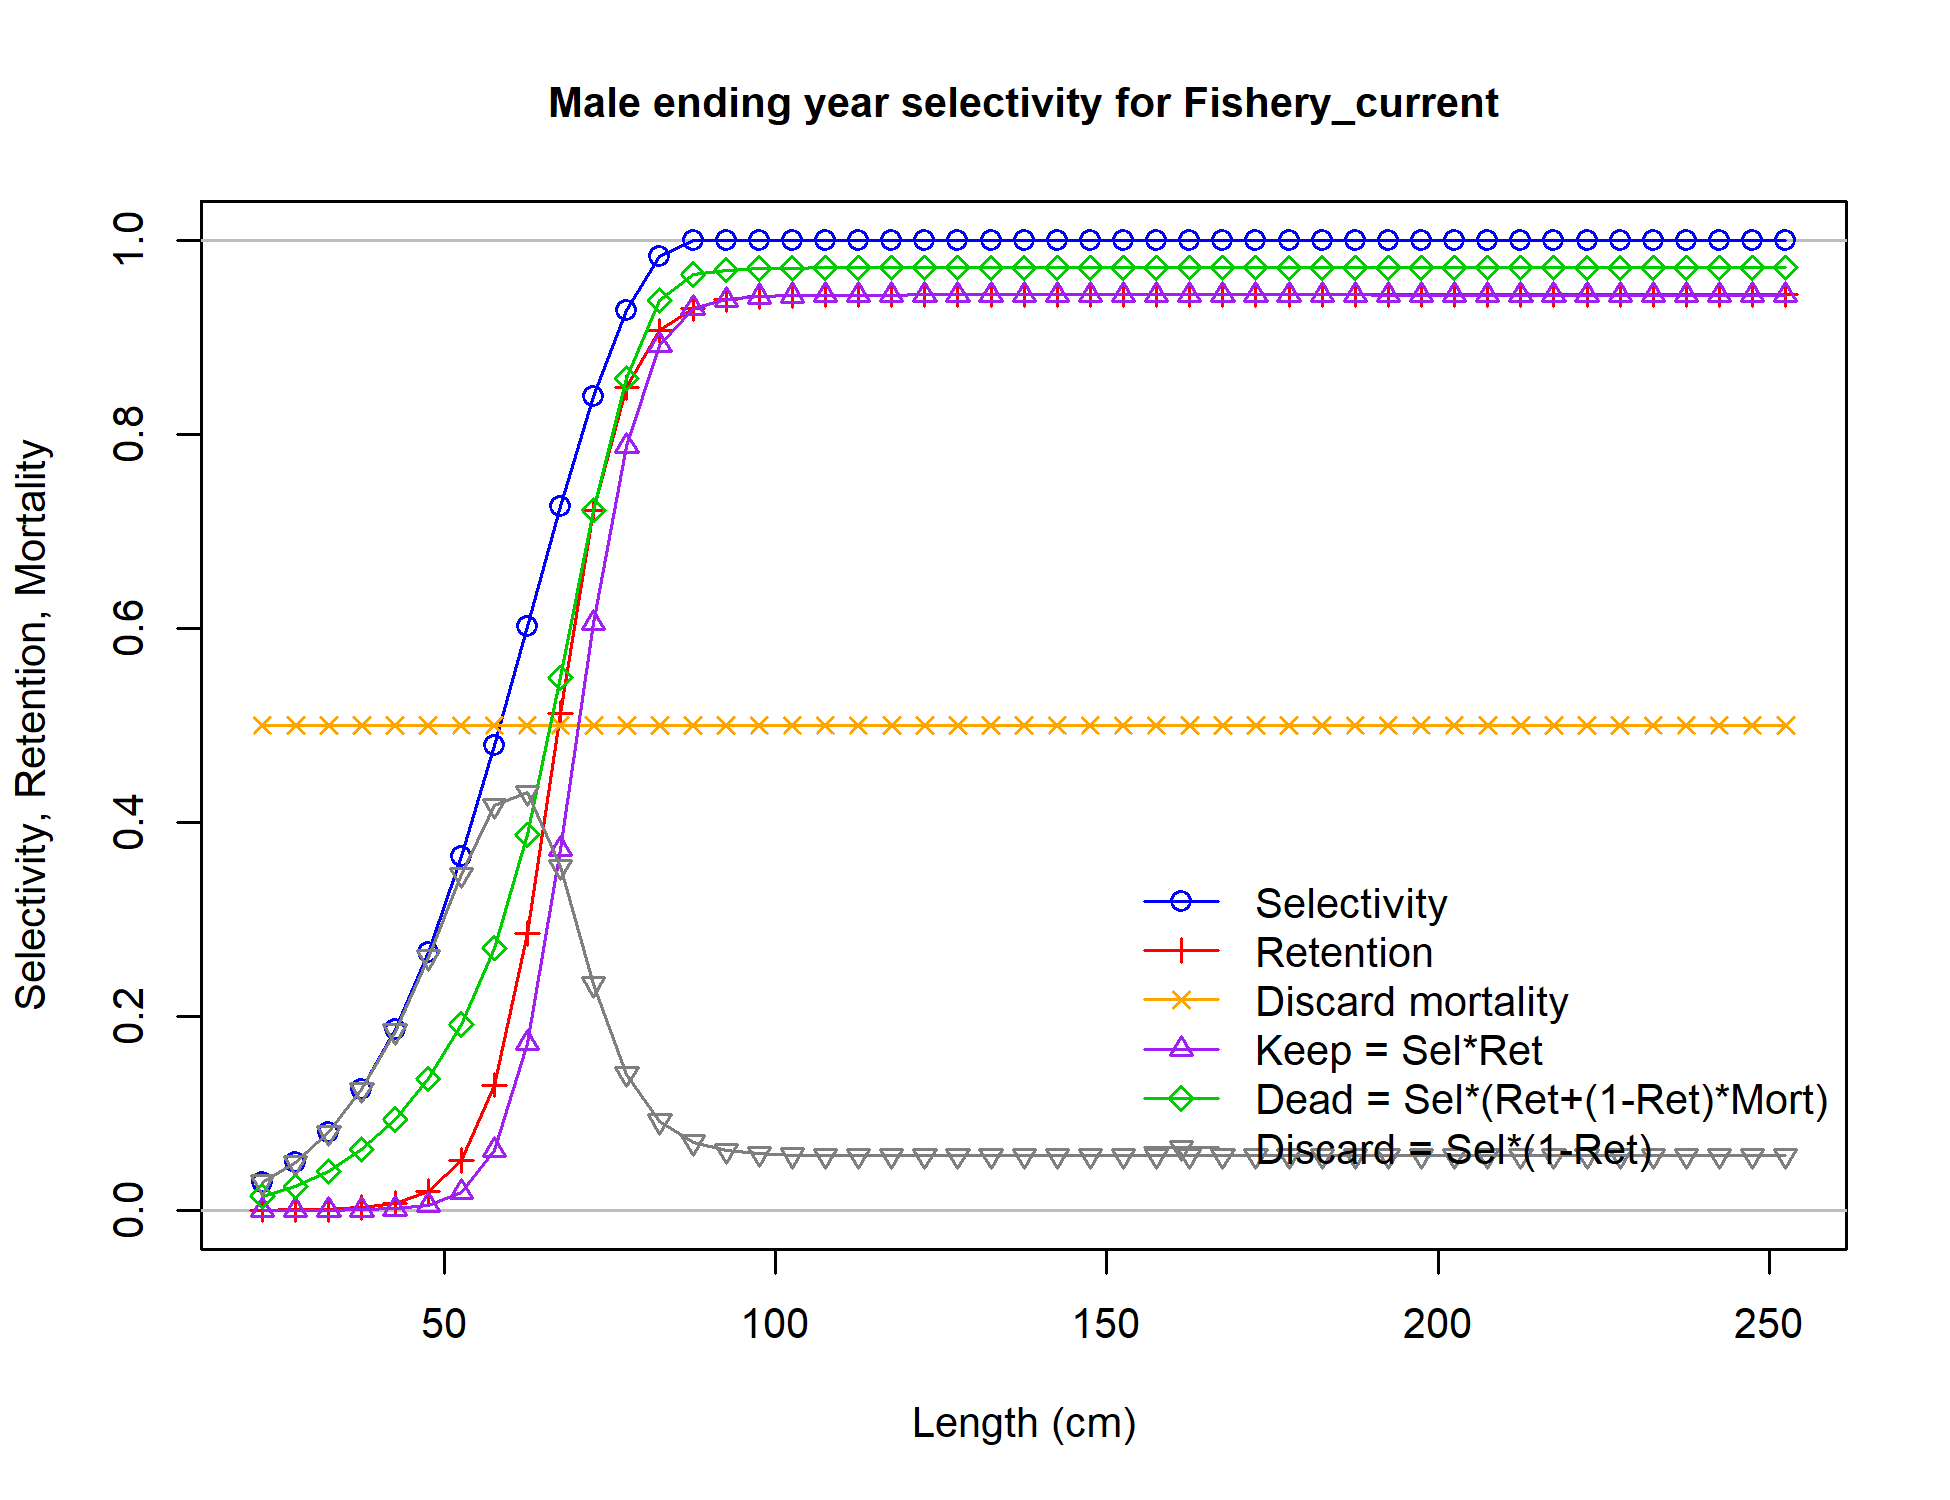 Male ending year selectivity for Fishery_current
Selectivity, Retention, Mortality
1.0
0.8
0.6
0.4
0.2
0.0
Selectivity
Retention
Discard mortality
Keep = Sel*Ret
Dead = Sel*(Ret+(1-Ret)*Mort)
Discard = Sel*(1-Ret)
50 100 150 200 250
Length (cm)